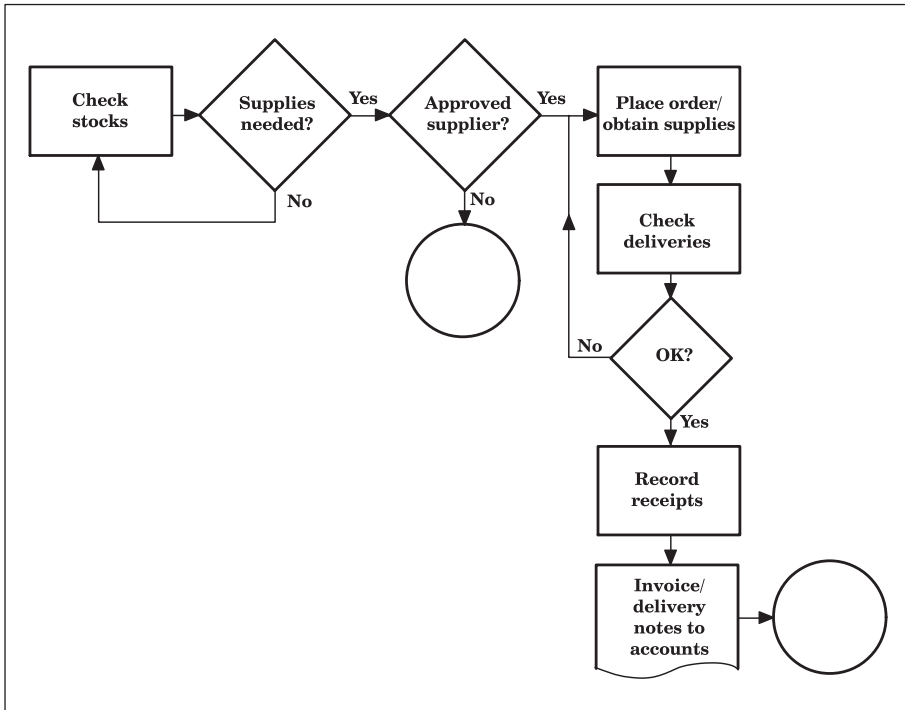 Check
stocks
Supplies
needed?
Yes
Approved
supplier?
Yes
Place order/
obtain supplies
No
No
Check
deliveries
No
OK?
Yes
Record
receipts
Invoice/
delivery
notes to
accounts